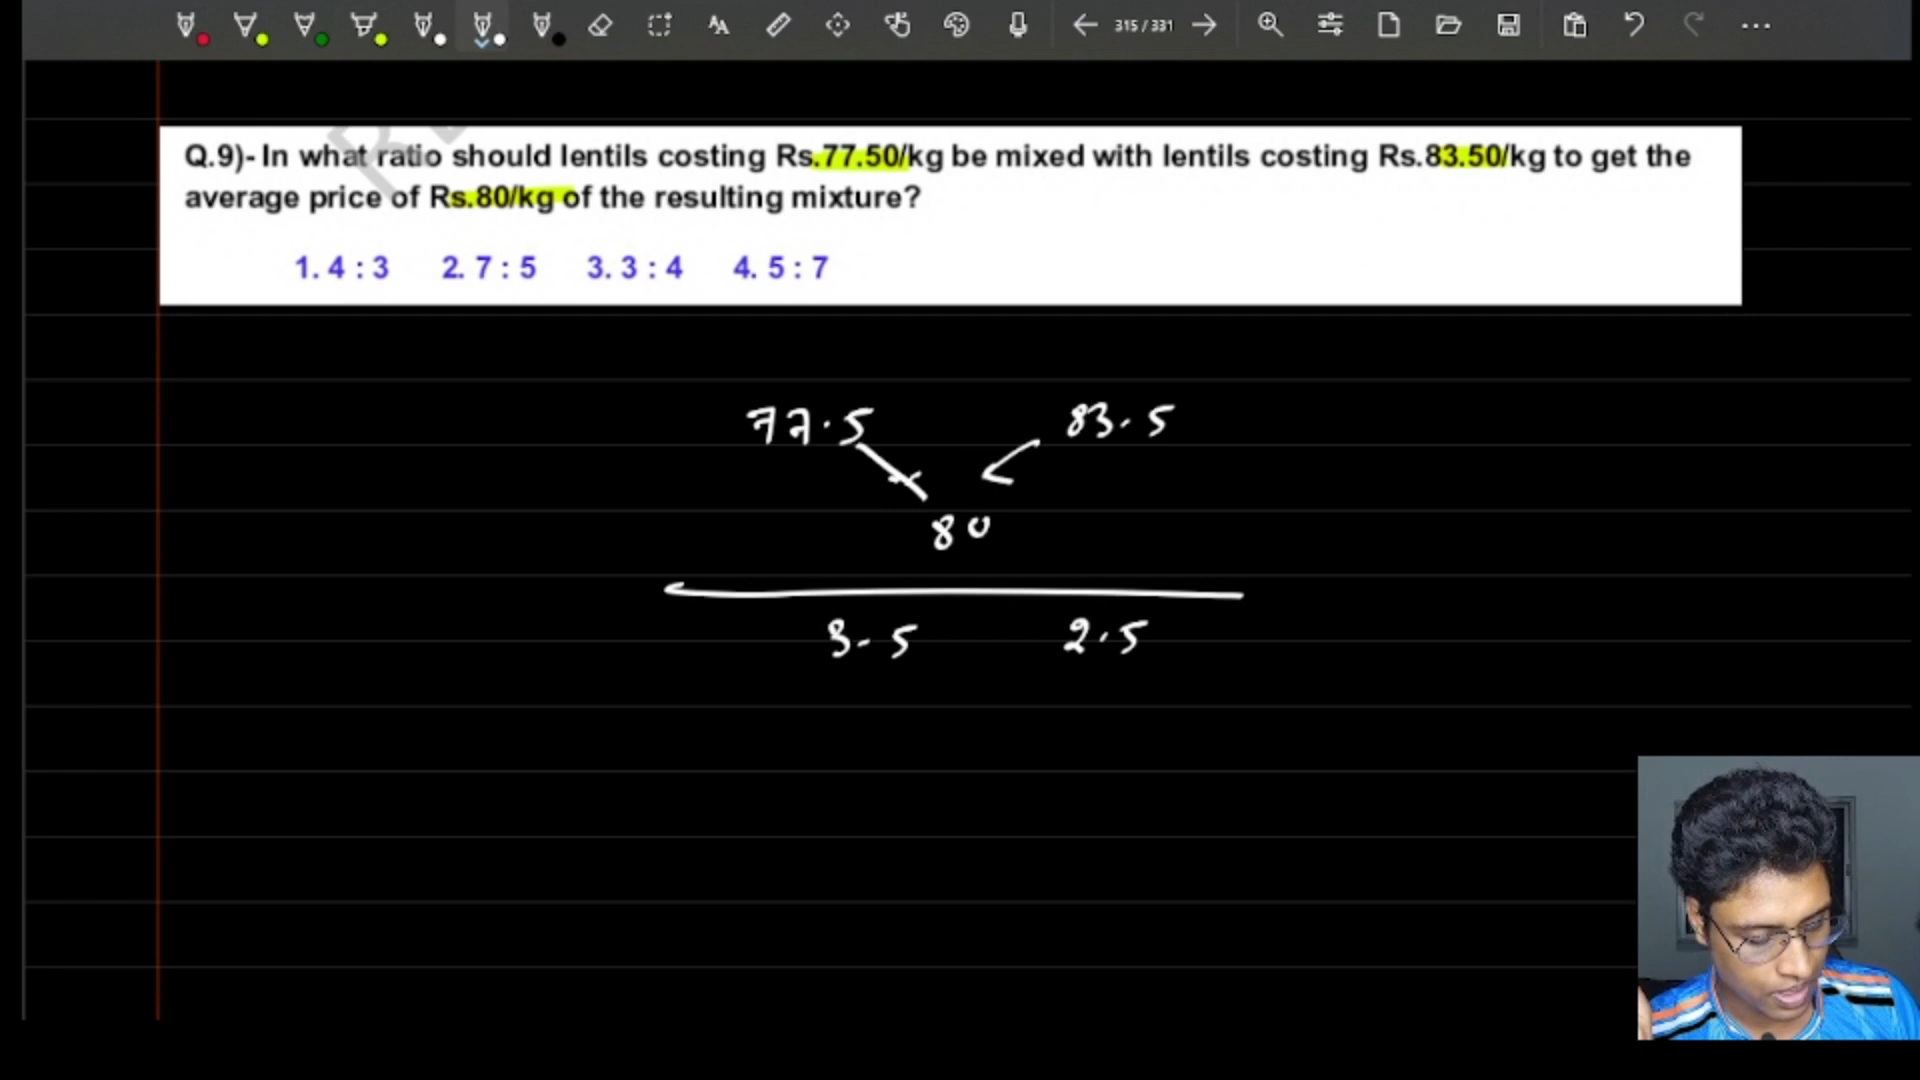 315 / 331
Q.9)- In what ratio should lentils costing Rs.77.50/kg be mixed with lentils costing Rs.83.50/kg to get the
average price of Rs.80/kg of the resulting mixture?
1. 4 : 3 2. 7 : 5 3. 3 : 4 4. 5 : 7
77.5 83.5
80
3.5 2.5